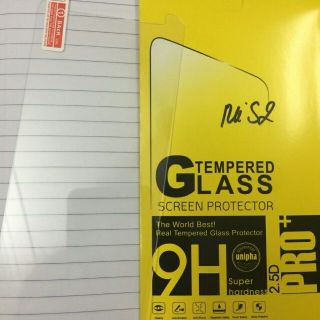 BACK
Mi S2
TEMPERED
GLASS
SCREEN PROTECTOR
The World Best!
Real Tempered Glass Protector
9H
unipha
Super
hardness
2.5D
PRO+